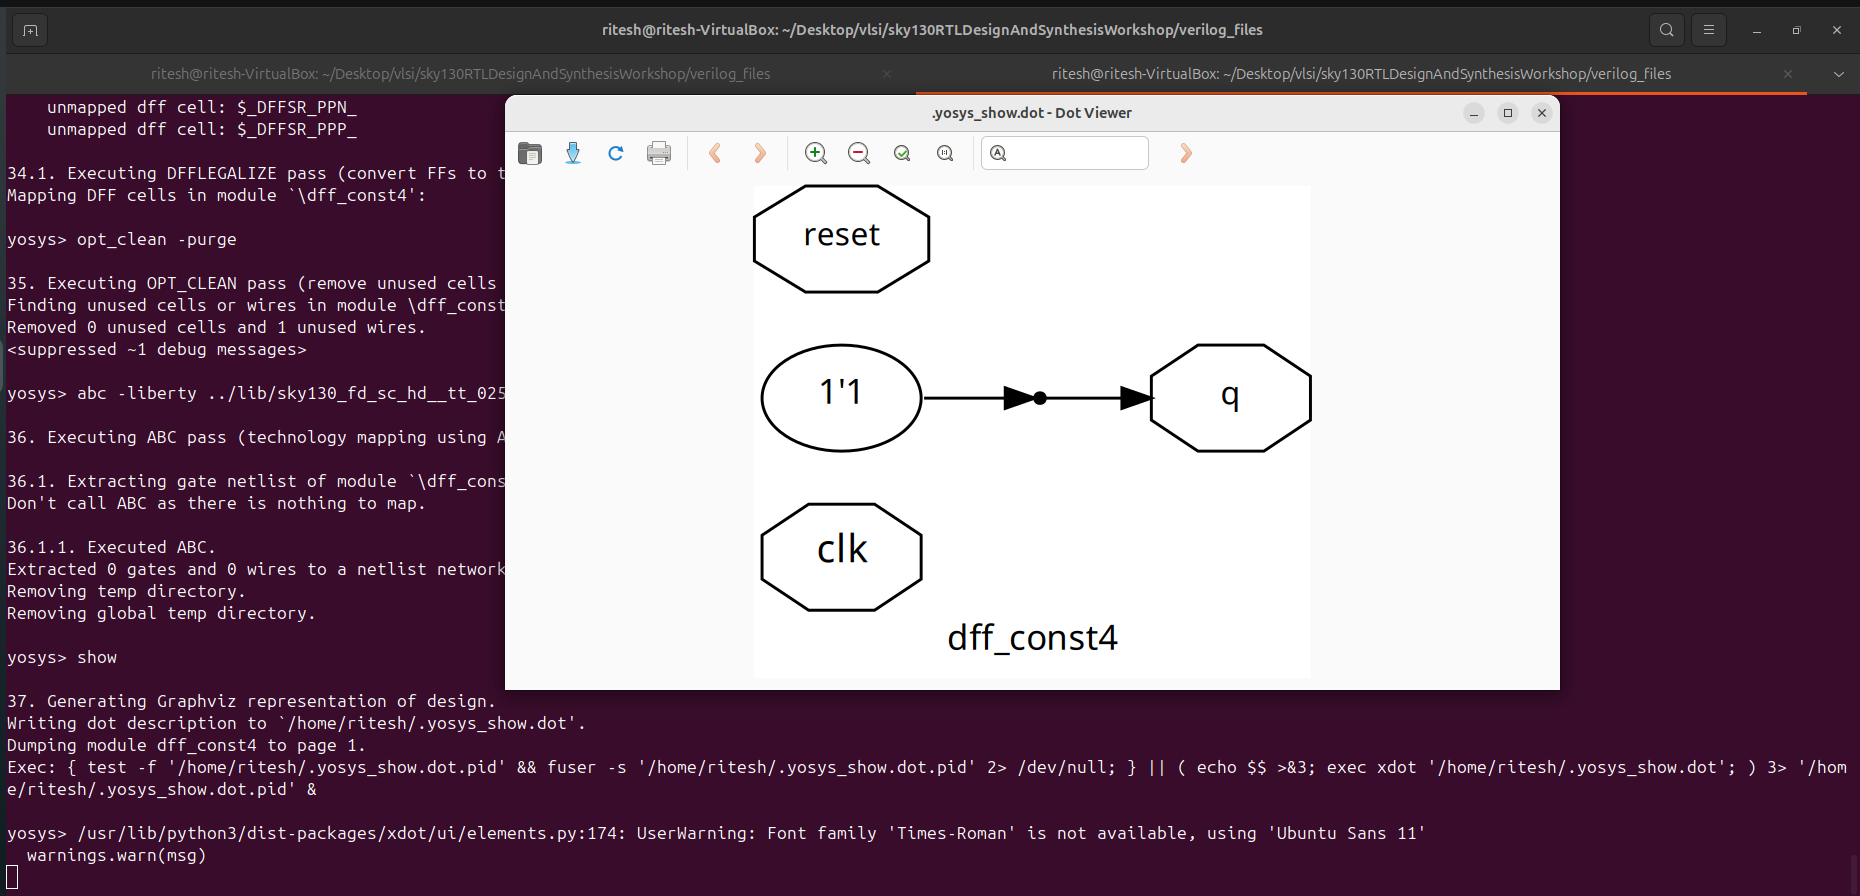 ritesh@ritesh-VirtualBox: ~/Desktop/vlsi/sky130RTLDesignAndSynthesisWorkshop/verilog_files
ritesh@ritesh-VirtualBox: ~/Desktop/vlsi/sky130RTLDesignAndSynthesisWorkshop/verilog_files
ritesh@ritesh-VirtualBox: ~/Desktop/vlsi/sky130RTLDesignAndSynthesisWorkshop/verilog_files
unmapped dff cell: $_DFFSR_PPN_
unmapped dff cell: $_DFFSR_PPP_
34.1. Executing DFFLEGALIZE pass (convert FFs to t
Mapping DFF cells in module `\dff_const4':
yosys> opt_clean -purge
35. Executing OPT_CLEAN pass (remove unused cells
Finding unused cells or wires in module \dff_const
Removed 0 unused cells and 1 unused wires.
<suppressed ~1 debug messages>
yosys> abc -liberty ../lib/sky130_fd_sc_hd__tt_025
36. Executing ABC pass (technology mapping using A
36.1. Extracting gate netlist of module `\dff_cons
Don't call ABC as there is nothing to map.
36.1.1. Executed ABC.
Extracted 0 gates and 0 wires to a netlist network
Removing temp directory.
Removing global temp directory.
yosys> show
37. Generating Graphviz representation of design.
Writing dot description to `/home/ritesh/.yosys_show.dot'.
Dumping module dff_const4 to page 1.
Exec: { test -f '/home/ritesh/.yosys_show.dot.pid' && fuser -s '/home/ritesh/.yosys_show.dot.pid' 2> /dev/null; } || ( echo $$ >&3; exec xdot '/home/ritesh/.yosys_show.dot'; ) 3> '/hom
e/ritesh/.yosys_show.dot.pid' &
yosys> /usr/lib/python3/dist-packages/xdot/ui/elements.py:174: UserWarning: Font family 'Times-Roman' is not available, using 'Ubuntu Sans 11'
warnings.warn(msg)
.yosys_show.dot - Dot Viewer
reset
1'1
q
clk
dff_const4